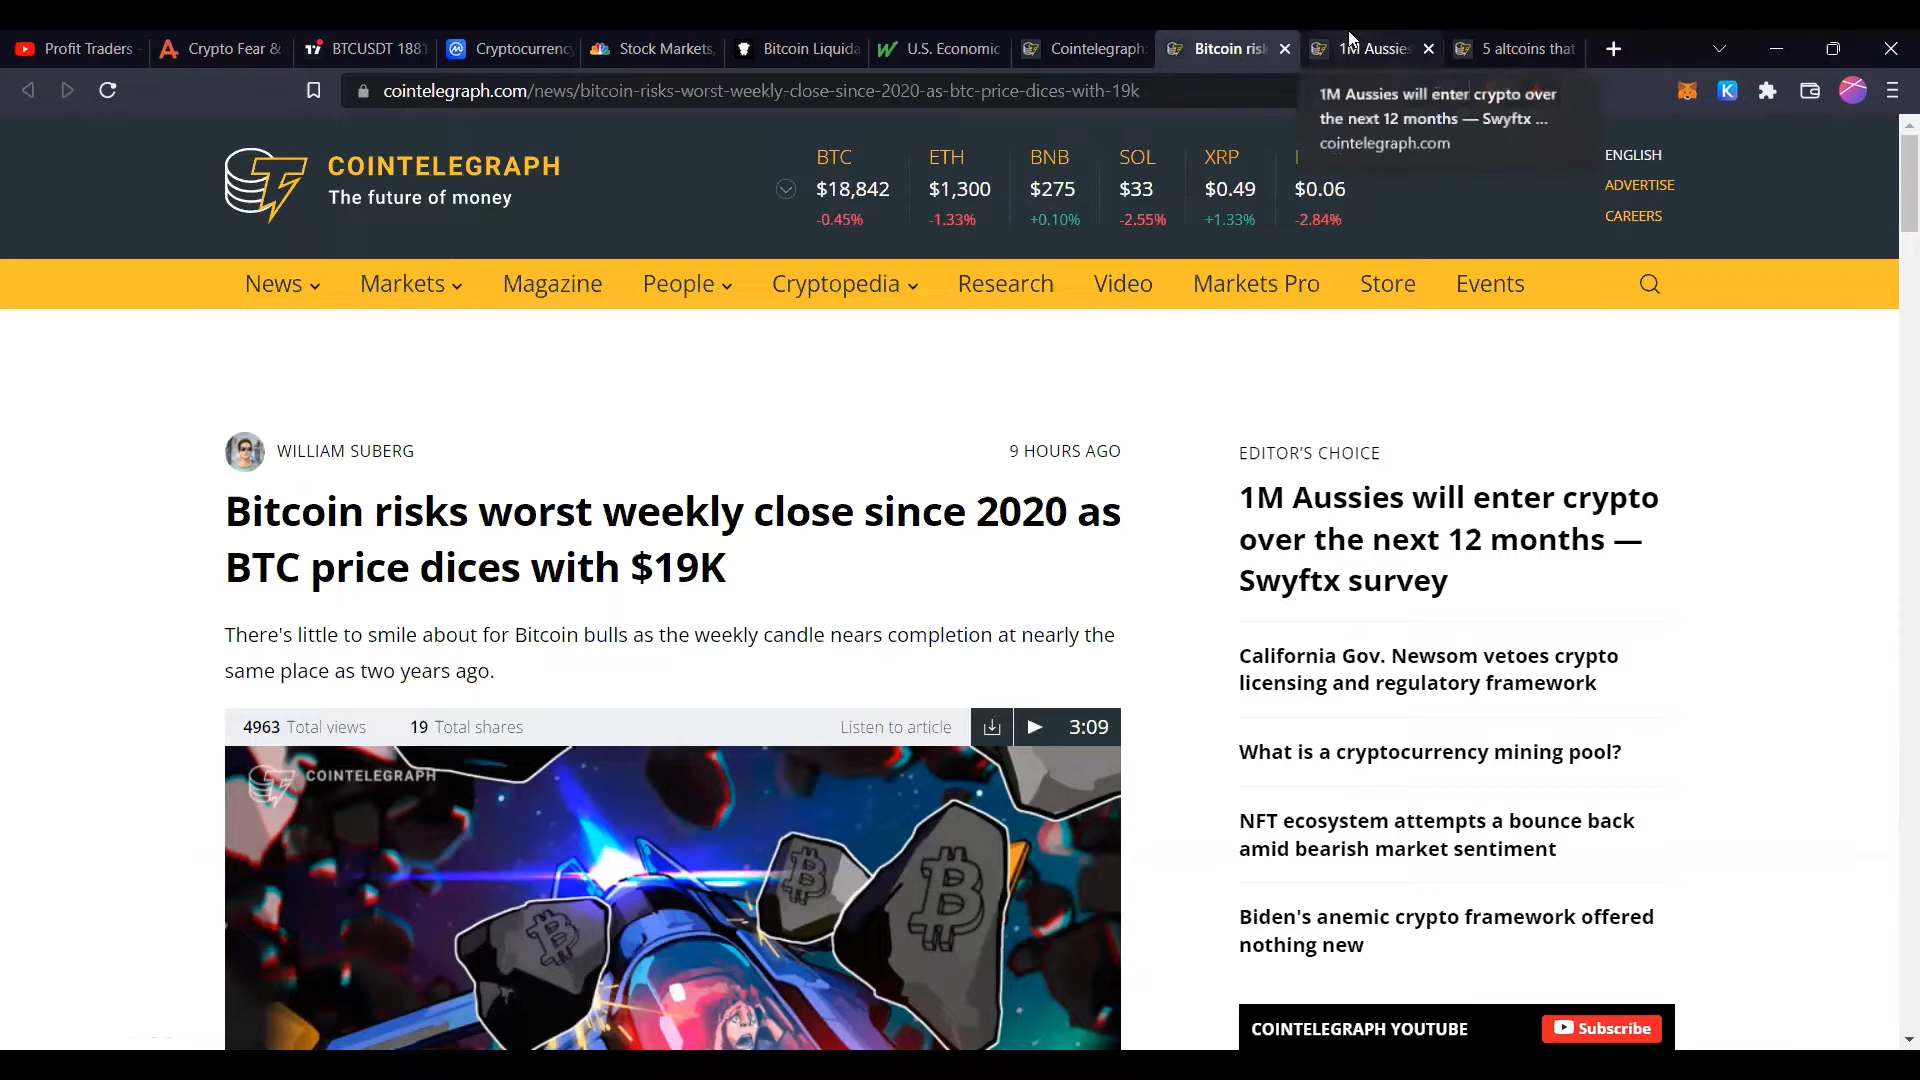 Profit Traders -
Crypto Fear &
BTCUSDT 188
Cryptocurrency
Stock Markets,
Bitcoin Liquida
U.S. Economic
Cointelegraph:
Bitcoin ris
1M Aussies
5 altcoins that
cointelegraph.com/news/bitcoin-risks-worst-weekly-close-since-2020-as-btc-price-dices-with-19k
1M Aussies will enter crypto over
the next 12 months — Swyftx ...
cointelegraph.com
COINTELEGRAPH
The future of money
BTC
$18,842
-0.45%
ETH
$1,300
-1.33%
BNB
$275
+0.10%
SOL
$33
-2.55%
XRP
$0.49
+1.33%
$0.06
-2.84%
ENGLISH
ADVERTISE
CAREERS
News
Markets
Magazine
People
Cryptopedia
Research
Video
Markets Pro
Store
Events
WILLIAM SUBERG
9 HOURS AGO
Bitcoin risks worst weekly close since 2020 as
BTC price dices with $19K
There's little to smile about for Bitcoin bulls as the weekly candle nears completion at nearly the
same place as two years ago.
4963 Total views
19 Total shares
Listen to article
3:09
COINTELEGRAPH
EDITOR'S CHOICE
1M Aussies will enter crypto
over the next 12 months —
Swyftx survey
California Gov. Newsom vetoes crypto
licensing and regulatory framework
What is a cryptocurrency mining pool?
NFT ecosystem attempts a bounce back
amid bearish market sentiment
Biden's anemic crypto framework offered
nothing new
COINTELEGRAPH YOUTUBE
Subscribe